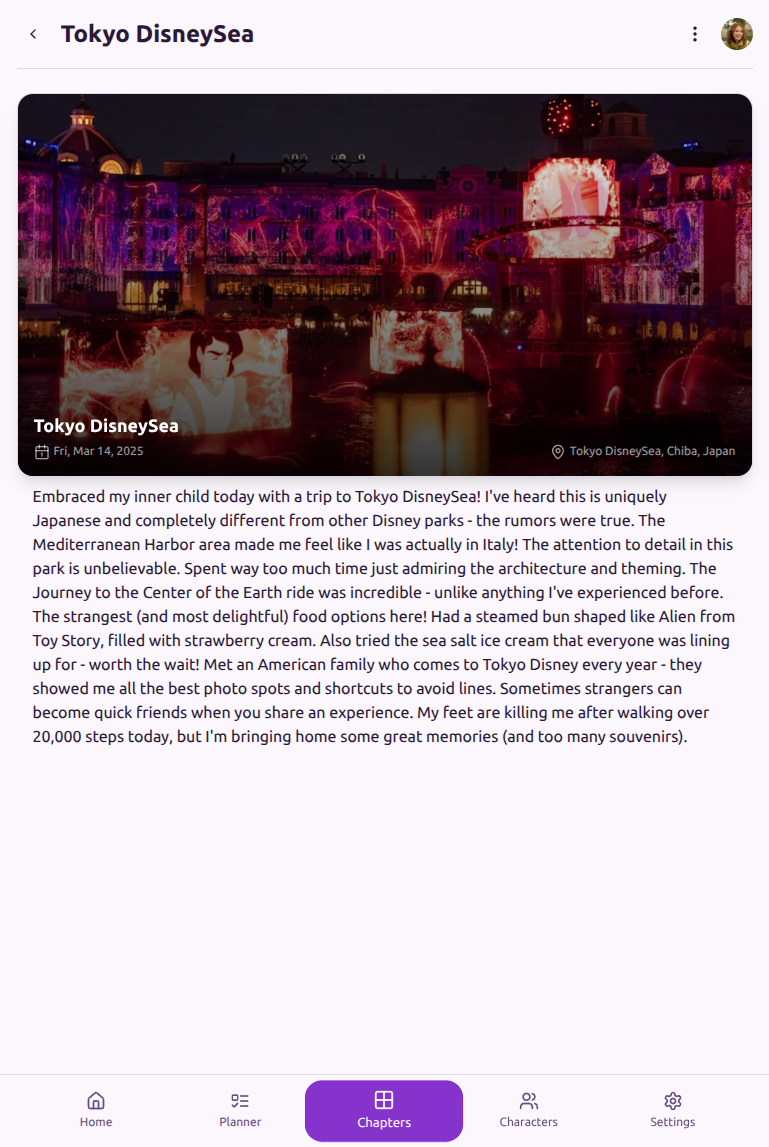 Tokyo DisneySea
Tokyo DisneySea
Fri, Mar 14, 2025
Tokyo DisneySea, Chiba, Japan
Embraced my inner child today with a trip to Tokyo DisneySea! I've heard this is uniquely
Japanese and completely different from other Disney parks - the rumors were true. The
Mediterranean Harbor area made me feel like I was actually in Italy! The attention to detail in this
park is unbelievable. Spent way too much time just admiring the architecture and theming. The
Journey to the Center of the Earth ride was incredible - unlike anything I've experienced before.
The strangest (and most delightful) food options here! Had a steamed bun shaped like Alien from
Toy Story, filled with strawberry cream. Also tried the sea salt ice cream that everyone was lining
up for - worth the wait! Met an American family who comes to Tokyo Disney every year - they
showed me all the best photo spots and shortcuts to avoid lines. Sometimes strangers can
become quick friends when you share an experience. My feet are killing me after walking over
20,000 steps today, but I'm bringing home some great memories (and too many souvenirs).
Home
Planner
Chapters
Characters
Settings